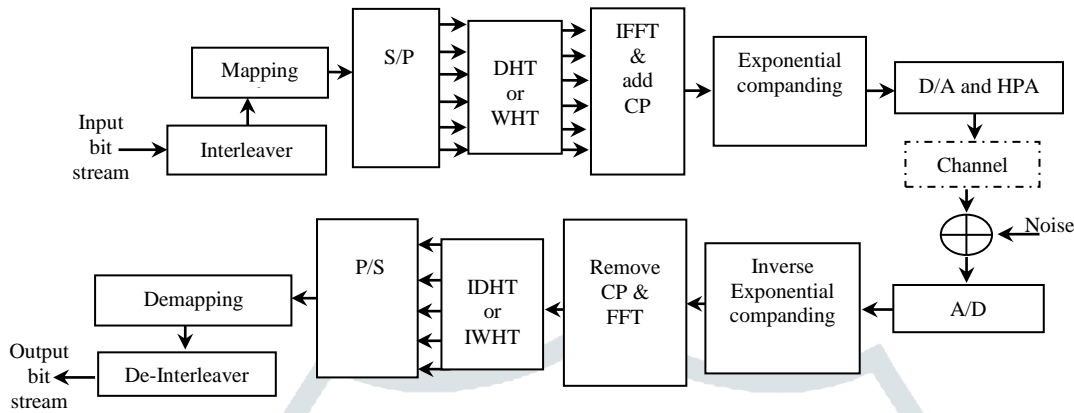 Input
bit
stream
Interleaver
Mapping
S/P
DHT
or
WHT
IFFT
&
add
CP
Exponential
companding
D/A and HPA
Channel
Noise
A/D
Inverse
Exponential
companding
Remove
CP &
FFT
IDHT
or
IWHT
P/S
Demapping
De-Interleaver
Output
bit
stream